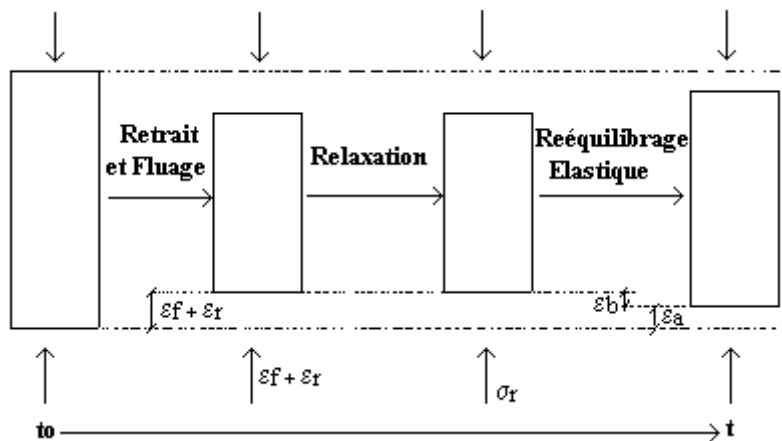 Retrait
et Fluage
Relaxation
Reéquilibrage
Elastique
εf + εr
εb
εa
εf + εr
σr
to
t